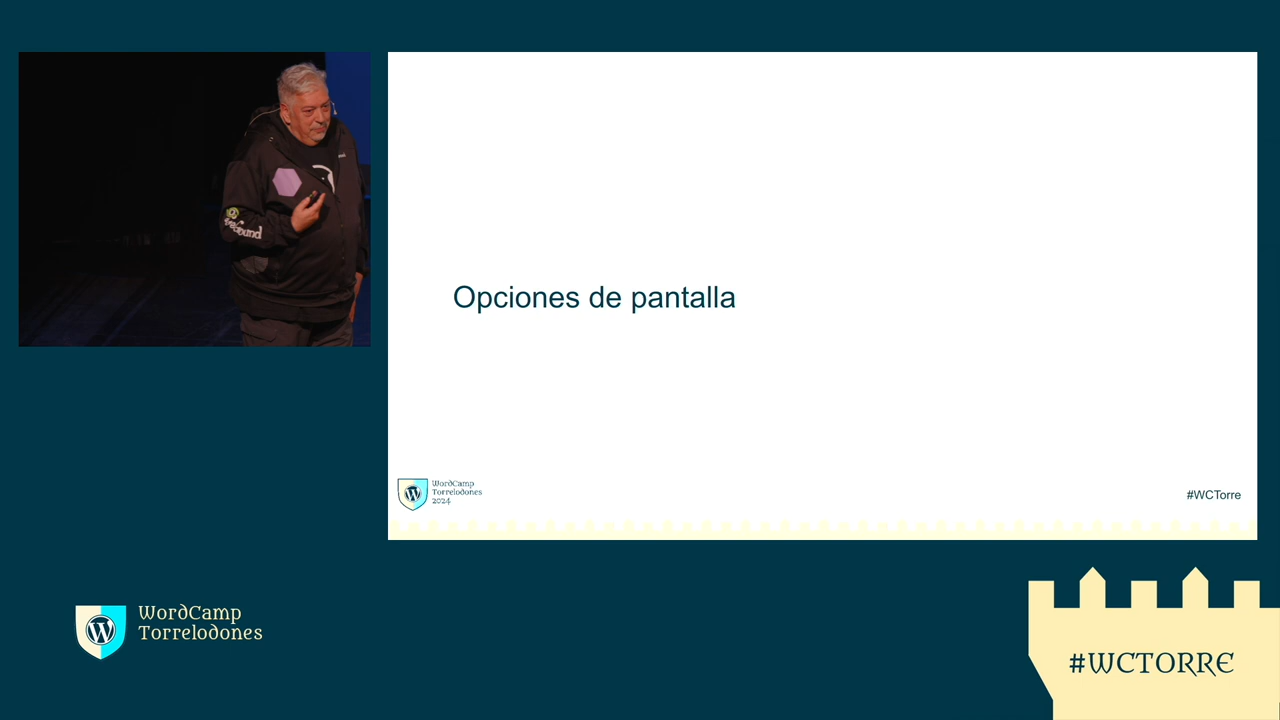 Opciones de pantalla
WordCamp
Torrelodones
2024
#WCTorre
WordCamp
Torrelodones
#WCTORRE